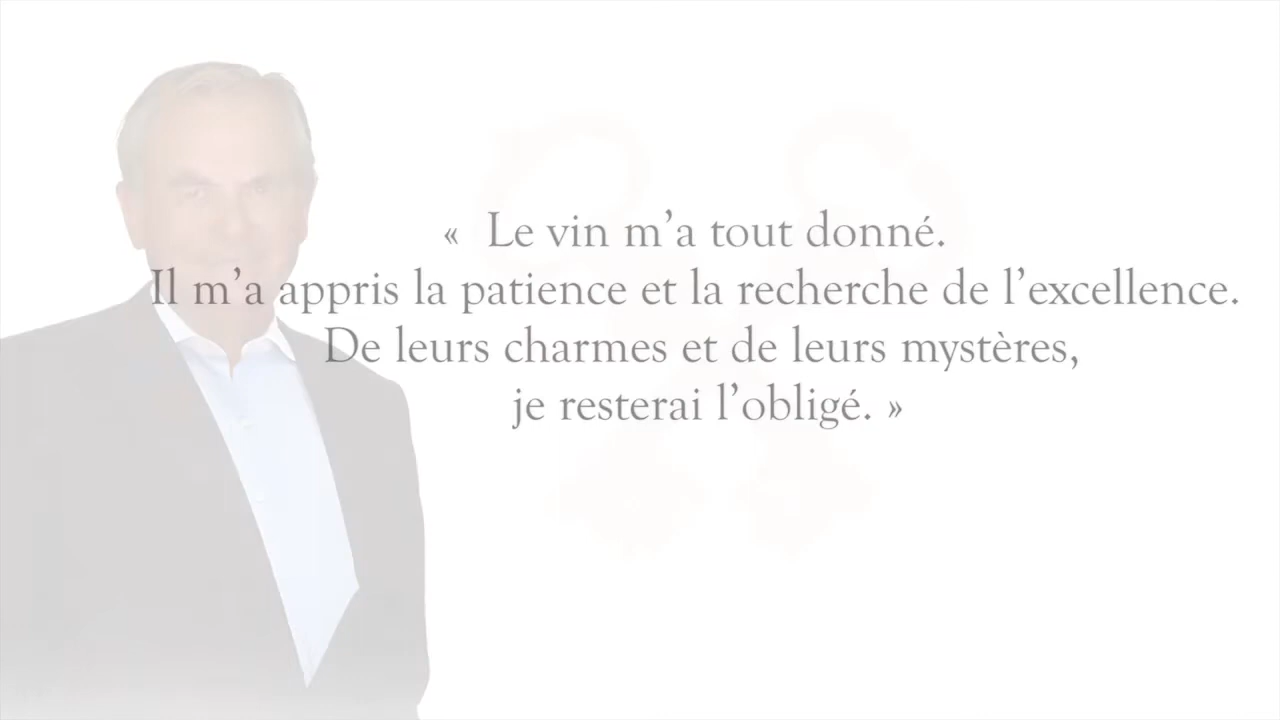 «  Le vin m’a tout donné.
Il m’a appris la patience et la recherche de l’excellence.
De leurs charmes et de leurs mystères,
je resterai l’obligé. »